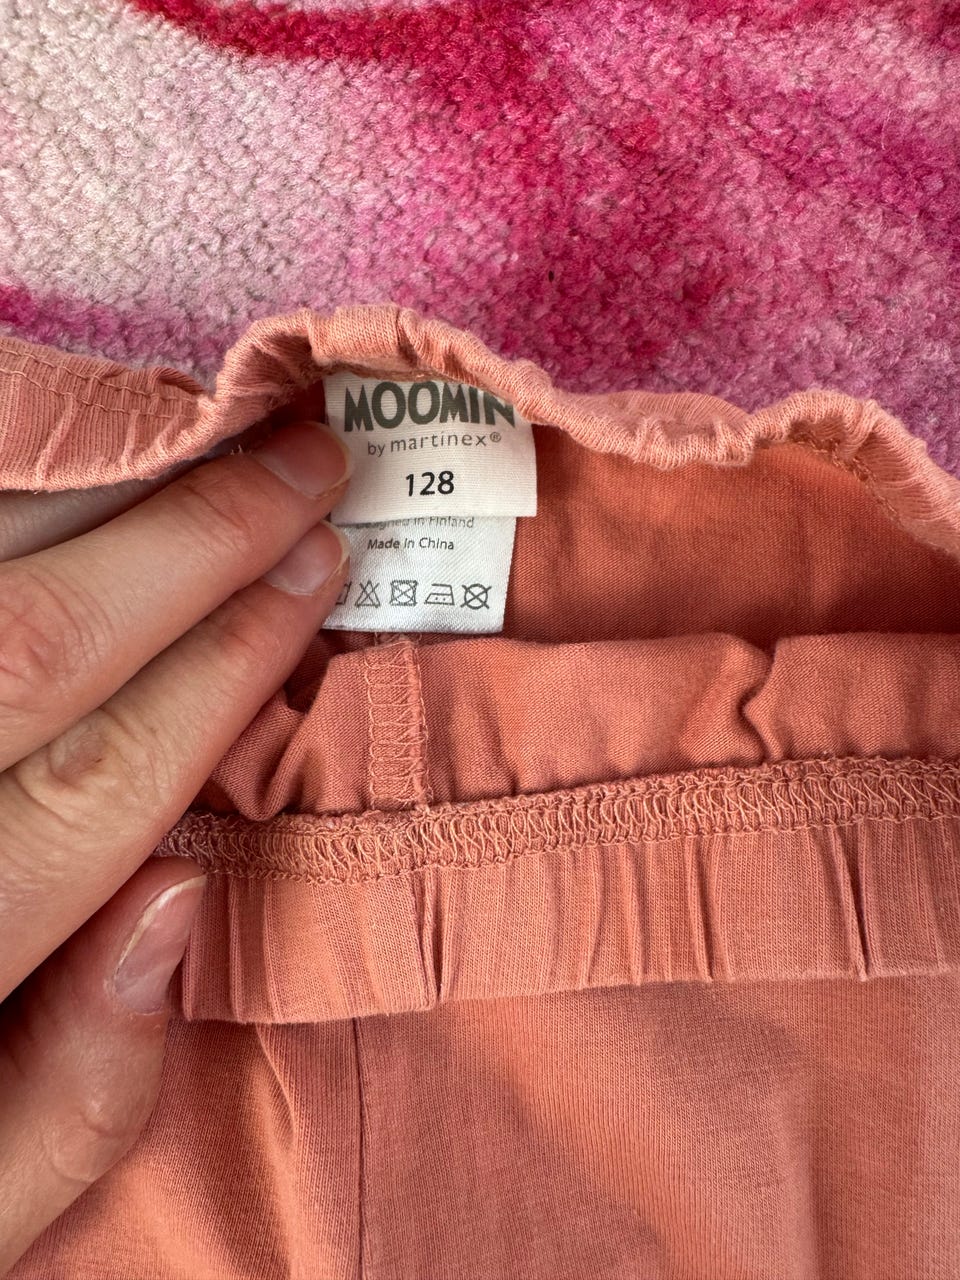 MOOMIN
by martinex®
128
Designed in Finland
Made in China